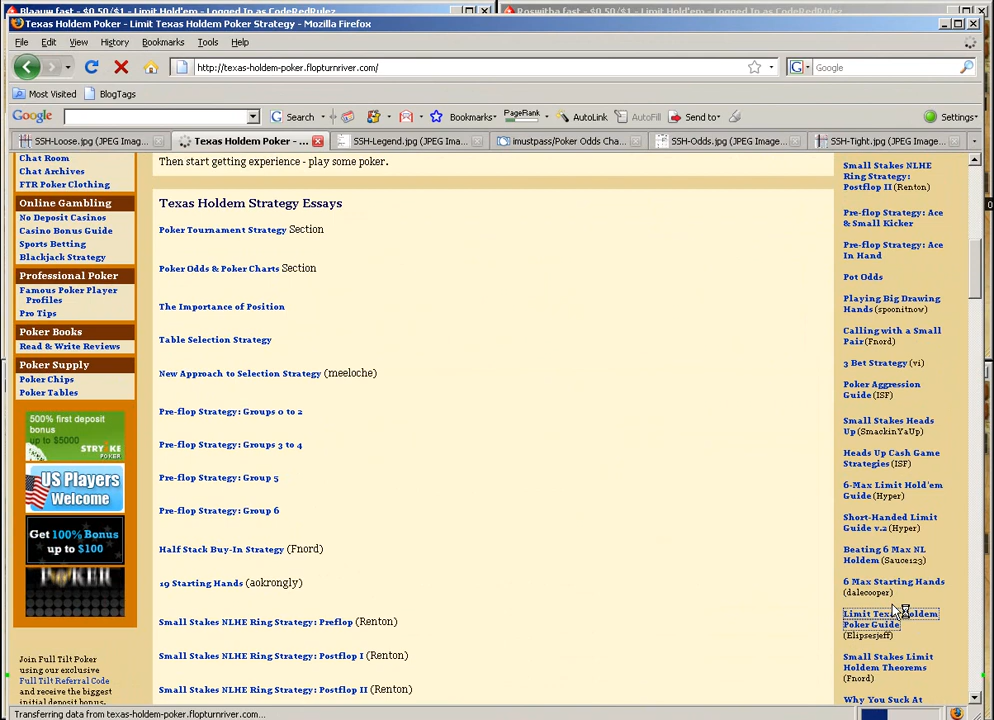 Blaauw fast - $0.50/$1 - Limit Hold'em - Logged In as CodeRedRulez
Roswitha fast - $0.50/$1 - Limit Hold'em - Logged In as CodeRedRulez
Texas Holdem Poker - Limit Texas Holdem Poker Strategy - Mozilla Firefox
File Edit View History Bookmarks Tools Help
http://texas-holdem-poker.flopturnriver.com/
Google
Most Visited BlogTags
Google Search Bookmarks PageRank AutoLink AutoFill Send to Settings
SSH-Loose.jpg (JPEG Imag...
Texas Holdem Poker - ...
SSH-Legend.jpg (JPEG Imag...
imustpass/Poker Odds Cha...
SSH-Odds.jpg (JPEG Image...
SSH-Tight.jpg (JPEG Image...
Chat Room
Chat Archives
FTR Poker Clothing
Online Gambling
No Deposit Casinos
Casino Bonus Guide
Sports Betting
Blackjack Strategy
Professional Poker
Famous Poker Player
Profiles
Pro Tips
Poker Books
Read & Write Reviews
Poker Supply
Poker Chips
Poker Tables
500% first deposit
bonus
up to $5000
STRYKE
POKER
US Players
Welcome
Get 100% Bonus
up to $100
POKER
Join Full Tilt Poker
using our exclusive
Full Tilt Referral Code
and receive the biggest
initial deposit bonus.
Then start getting experience - play some poker.
Texas Holdem Strategy Essays
Poker Tournament Strategy Section
Poker Odds & Poker Charts Section
The Importance of Position
Table Selection Strategy
New Approach to Selection Strategy (meeloche)
Pre-flop Strategy: Groups 0 to 2
Pre-flop Strategy: Groups 3 to 4
Pre-flop Strategy: Group 5
Pre-flop Strategy: Group 6
Half Stack Buy-In Strategy (Fnord)
19 Starting Hands (aokrongly)
Small Stakes NLHE Ring Strategy: Preflop (Renton)
Small Stakes NLHE Ring Strategy: Postflop I (Renton)
Small Stakes NLHE Ring Strategy: Postflop II (Renton)
Small Stakes NLHE
Ring Strategy:
Postflop II (Renton)
Pre-flop Strategy: Ace
& Small Kicker
Pre-flop Strategy: Ace
In Hand
Pot Odds
Playing Big Drawing
Hands (spoonitnow)
Calling with a Small
Pair (Fnord)
3 Bet Strategy (vi)
Poker Aggression
Guide (ISF)
Small Stakes Heads
Up (SmackinYaUp)
Heads Up Cash Game
Strategies (ISF)
6-Max Limit Hold'em
Guide (Hyper)
Short-Handed Limit
Guide v.2 (Hyper)
Beating 6 Max NL
Holdem (Sauce123)
6 Max Starting Hands
(dalecooper)
Limit Texas Holdem
Poker Guide
(Elipsesjeff)
Small Stakes Limit
Holdem Theorems
(Fnord)
Why You Suck At
Transferring data from texas-holdem-poker.flopturnriver.com...